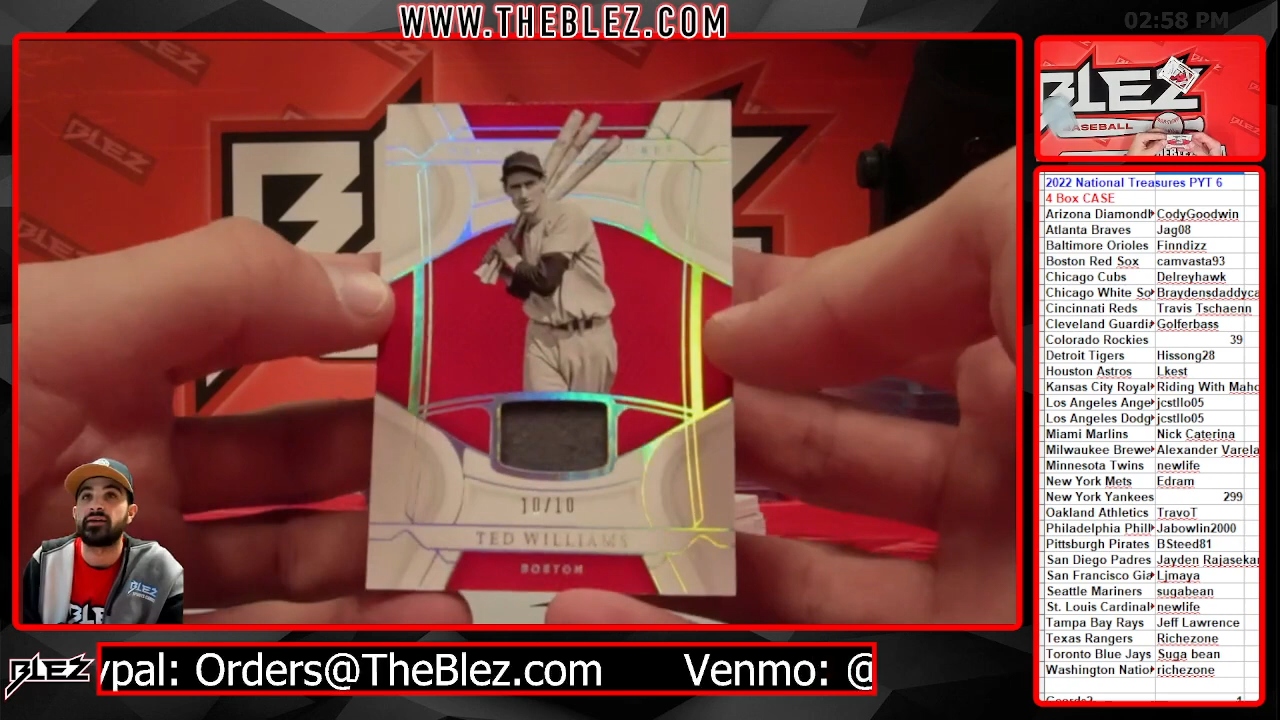 WWW.THEBLEZ.COM
02:58 PM
BLEZ
BLEZ
BLEZ
BASEBALL
10/10
TED WILLIAMS
BOSTON
2022 National Treasures PYT 6
4 Box CASE
Arizona Diamond CodyGoodwin
Atlanta Braves Jag08
Baltimore Orioles Finndizz
Boston Red Sox camvasta93
Chicago Cubs Delreyhawk
Chicago White So Braydensdaddyca
Cincinnati Reds Travis Tschaenn
Cleveland Guardi Golferbass
Colorado Rockies 39
Detroit Tigers Hissong28
Houston Astros Lkest
Kansas City Royal Riding With Maho
Los Angeles Ange jcstllo05
Los Angeles Dodg jcstllo05
Miami Marlins Nick Caterina
Milwaukee Brewe Alexander Varela
Minnesota Twins newlife
New York Mets Edram
New York Yankees 299
Oakland Athletics TravoT
Philadelphia Phill Jabowlin2000
Pittsburgh Pirates BSteed81
San Diego Padres Jayden Rajasekar
San Francisco Gia Ljmaya
Seattle Mariners sugabean
St. Louis Cardinal newlife
Tampa Bay Rays Jeff Lawrence
Texas Rangers Richezone
Toronto Blue Jays Suga bean
Washington Natio richezone
BLEZ
BLEZ
BLEZ ypal: Orders@TheBlez.com Venmo: @